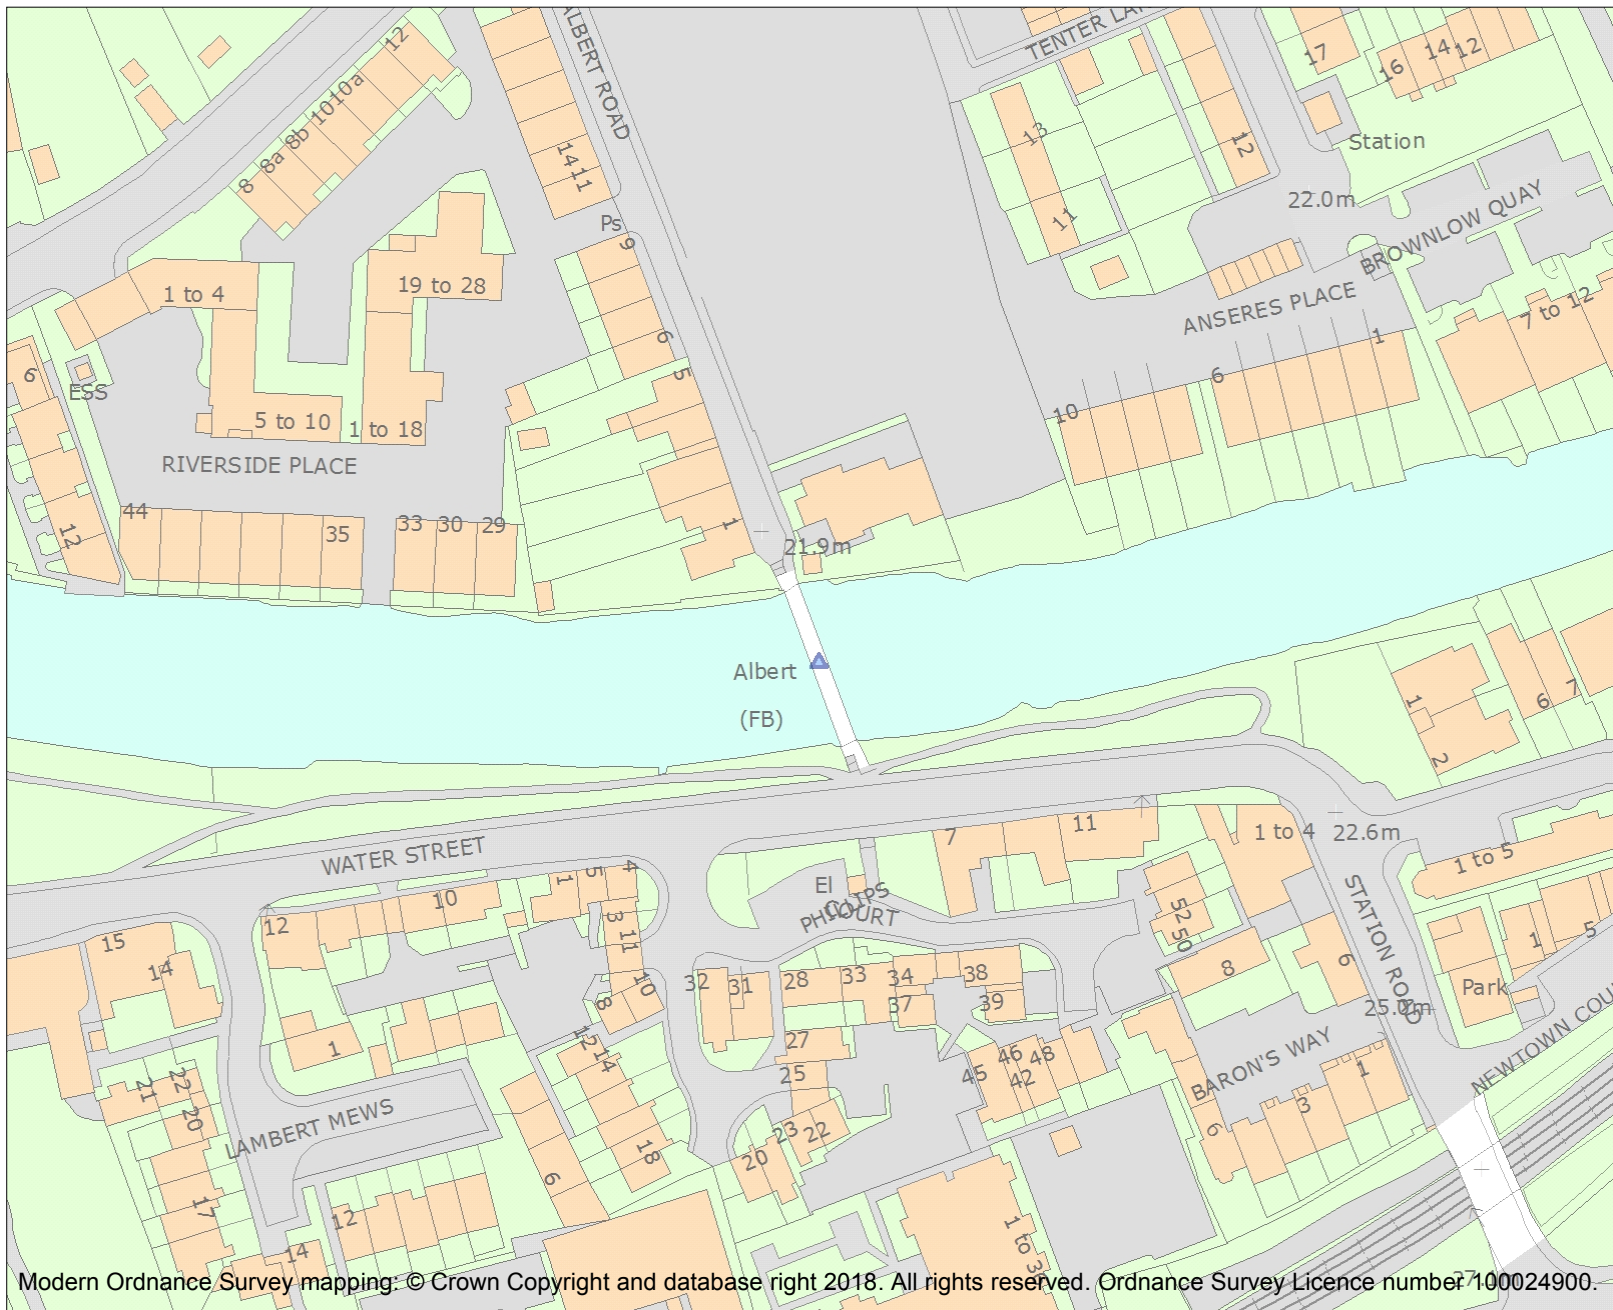 ALBERT ROAD
TENTER LA
12
8 8a 8b 10 10a
14 11
Ps
9
13
11
12
17
16 14 12
Station
22.0m
BROWNLOW QUAY
ANSERES PLACE
7 to 12
1 to 4
19 to 28
6
5
6
ESS
5 to 10
1 to 18
RIVERSIDE PLACE
10
6
1
44
35
33 30 29
12
1
21.9m
Albert
(FB)
1
2
6
7
WATER STREET
7
11
1 to 4
22.6m
1 to 5
12
10
1
5
4
3
11
El
PHILLIPS
COURT
15
14
52
50
8
6
STATION ROAD
1
5
Park
25.0m
32 31 28 33 34 38
37
39
10
8
1
12
14
27
25
45 46 48
42
BARON'S WAY
NEWTOWN COU
21
22
20
LAMBERT MEWS
23
22
20
18
6
3
1
6
17
12
14
1 to 36
Modern Ordnance Survey mapping: © Crown Copyright and database right 2018. All rights reserved. Ordnance Survey Licence number 100024900.